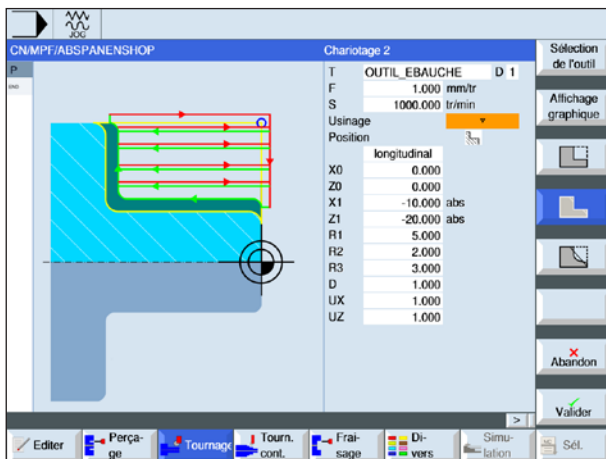 JOG
CN/MPF/ABSPANENSHOP
Chariotage 2
Sélection de l'outil
P
END
T OUTIL_EBAUCHE D 1
F 1.000 mm/tr
S 1000.000 tr/min
Usinage
Position
longitudinal
X0 0.000
Z0 0.000
X1 -10.000 abs
Z1 -20.000 abs
R1 5.000
R2 2.000
R3 3.000
D 1.000
UX 1.000
UZ 1.000
Affichage graphique
Abandon
Valider
>
Editer
Perça-
ge
Tournage
Tourn.
cont.
Frai-
sage
Di-
vers
Simu-
lation
NC
Sél.